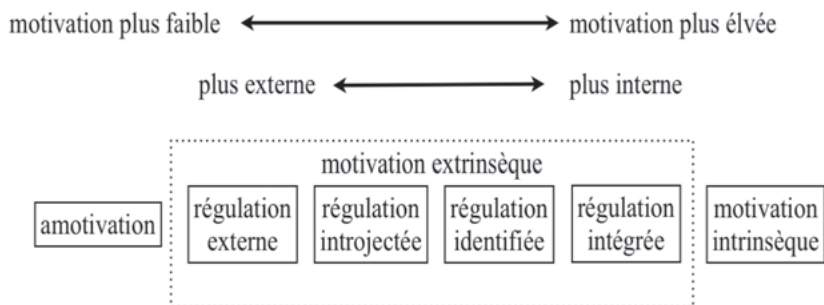 motivation plus faible motivation plus élvée
plus externe plus interne
motivation extrinsèque
amotivation
régulation
externe
régulation
introjectée
régulation
identifiée
régulation
intégrée
motivation
intrinsèque